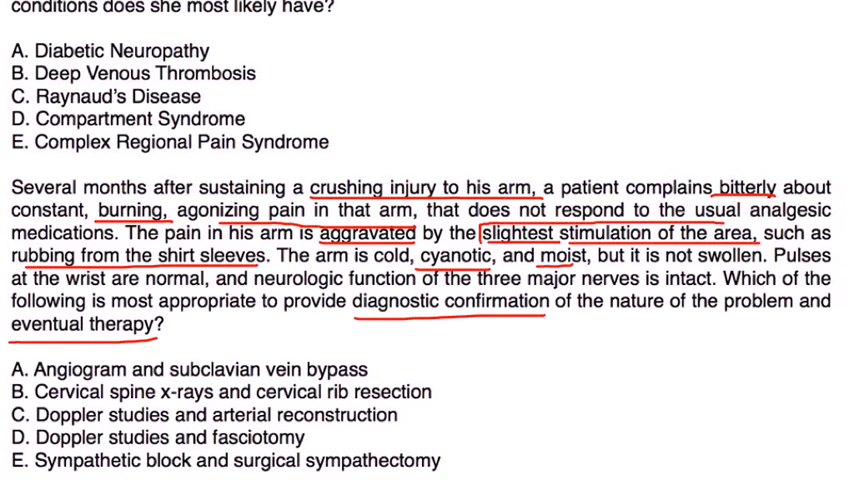 conditions does she most likely have?
A. Diabetic Neuropathy
B. Deep Venous Thrombosis
C. Raynaud's Disease
D. Compartment Syndrome
E. Complex Regional Pain Syndrome
Several months after sustaining a crushing injury to his arm, a patient complains bitterly about
constant, burning, agonizing pain in that arm, that does not respond to the usual analgesic
medications. The pain in his arm is aggravated by the slightest stimulation of the area, such as
rubbing from the shirt sleeves. The arm is cold, cyanotic, and moist, but it is not swollen. Pulses
at the wrist are normal, and neurologic function of the three major nerves is intact. Which of the
following is most appropriate to provide diagnostic confirmation of the nature of the problem and
eventual therapy?
A. Angiogram and subclavian vein bypass
B. Cervical spine x-rays and cervical rib resection
C. Doppler studies and arterial reconstruction
D. Doppler studies and fasciotomy
E. Sympathetic block and surgical sympathectomy